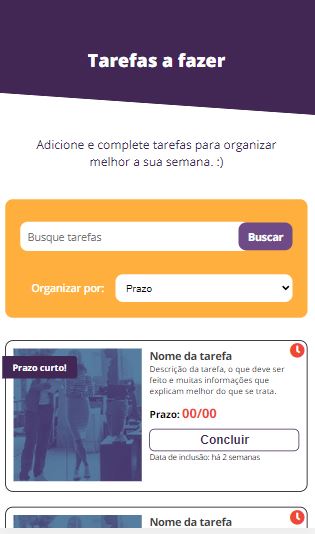 Tarefas a fazer
Adicione e complete tarefas para organizar
melhor a sua semana. :)
Busque tarefas
Buscar
Organizar por:
Prazo
Prazo curto!
Nome da tarefa
Descrição da tarefa, o que deve ser
feito e muitas informações que
explicam melhor do que se trata.
Prazo: 00/00
Concluir
Data de inclusão: há 2 semanas
Nome da tarefa